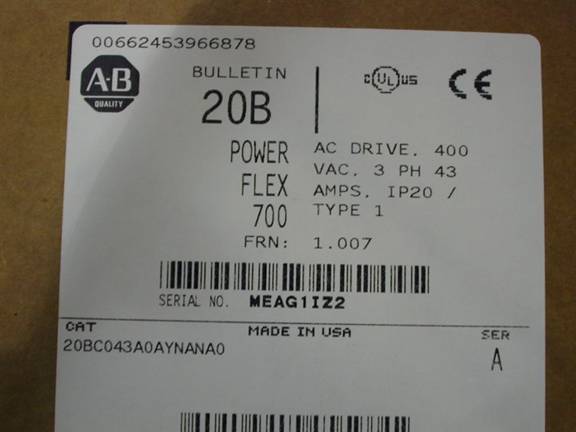 00662453966878
A-B
QUALITY
BULLETIN
20B
POWER
FLEX
700
AC DRIVE, 400
VAC, 3 PH 43
AMPS, IP20 /
TYPE 1
FRN: 1.007
C UL US
CE
SERIAL NO. MEAG1IZ2
CAT
MADE IN USA
SER
20BC043A0AYNANA0
A